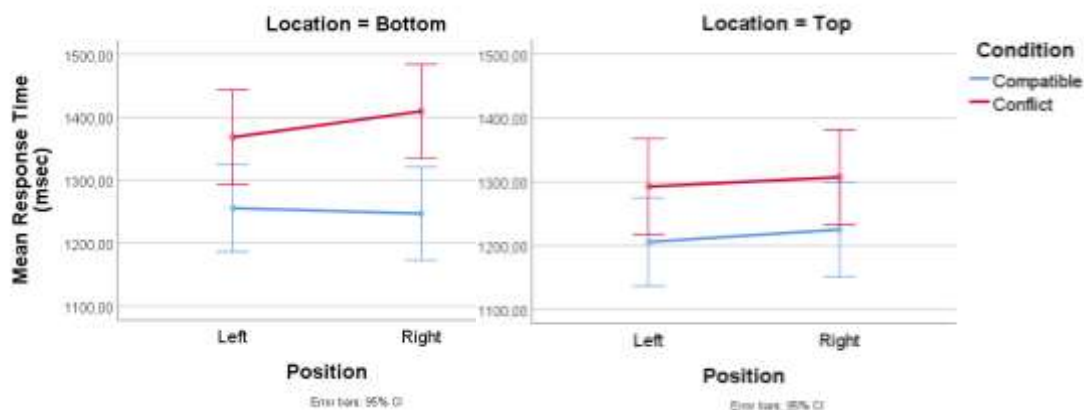 Location = Bottom
Location = Top
Mean Response Time
(msec)
1500.00
1400.00
1300.00
1200.00
1100.00
Left
Right
Position
Error bars: 95% CI
1500.00
1400.00
1300.00
1200.00
1100.00
Left
Right
Position
Error bars: 95% CI
Condition
Compatible
Conflict